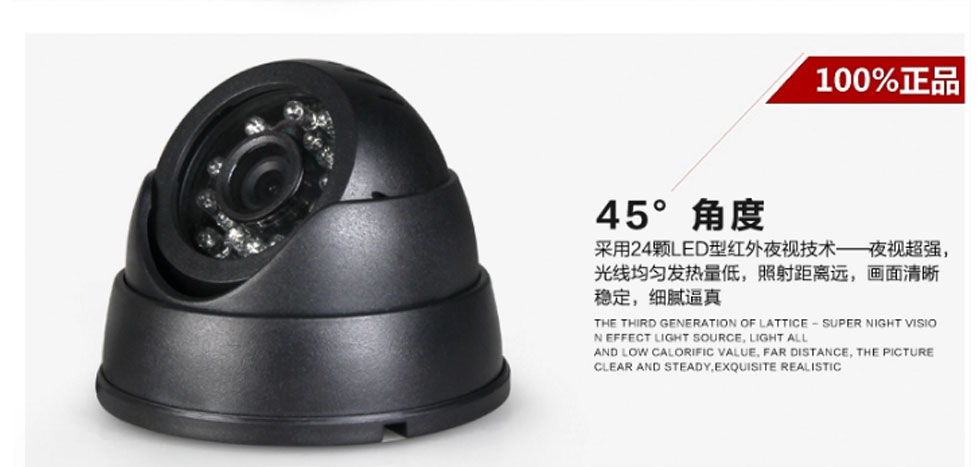 100%正品
45° 角度
采用24颗LED型红外夜视技术——夜视超强，
光线均匀发热量低，照射距离远，画面清晰
稳定，细腻逼真
THE THIRD GENERATION OF LATTICE – SUPER NIGHT VISIO
N EFFECT LIGHT SOURCE, LIGHT ALL
AND LOW CALORIFIC VALUE, FAR DISTANCE, THE PICTURE
CLEAR AND STEADY,EXQUISITE REALISTIC